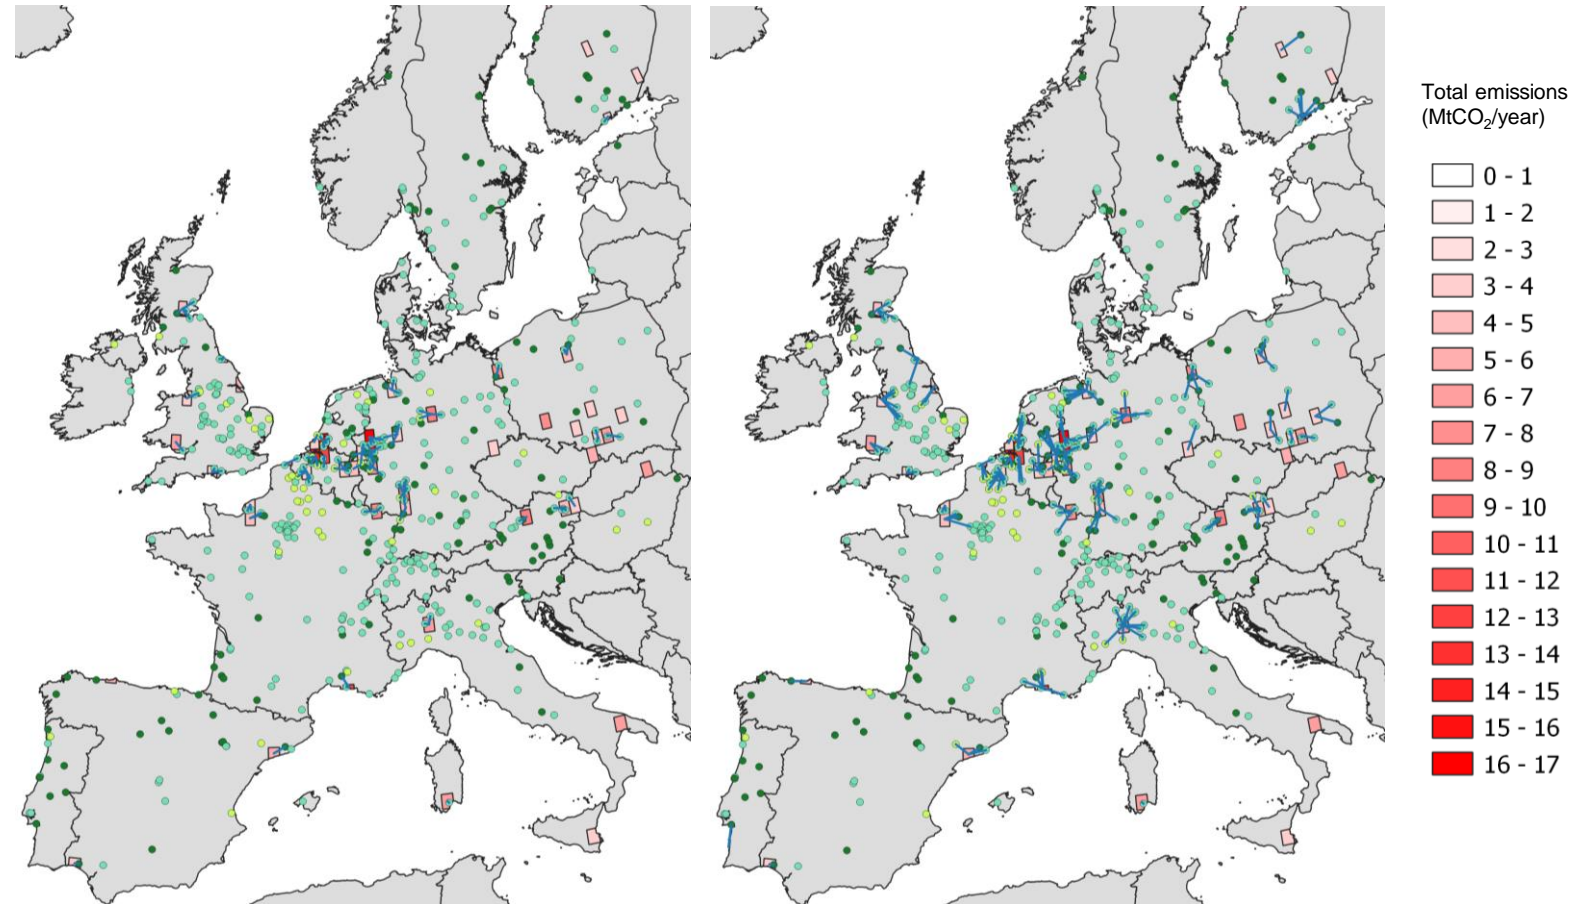 Total emissions
(MtCO₂/year)
0 - 1
1 - 2
2 - 3
3 - 4
4 - 5
5 - 6
6 - 7
7 - 8
8 - 9
9 - 10
10 - 11
11 - 12
12 - 13
13 - 14
14 - 15
15 - 16
16 - 17